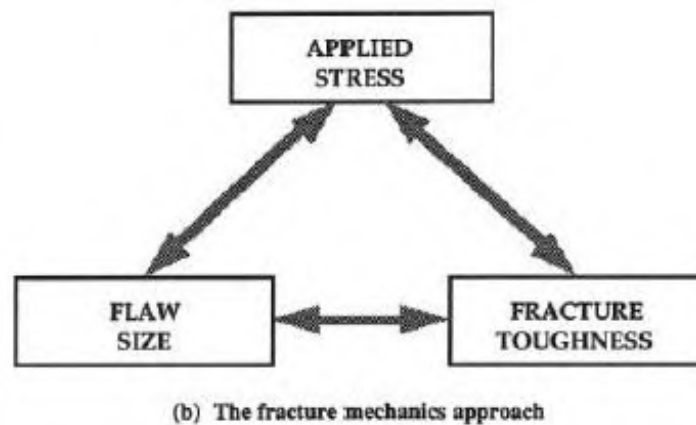 APPLIED
STRESS
FLAW
SIZE
FRACTURE
TOUGHNESS
(b) The fracture mechanics approach